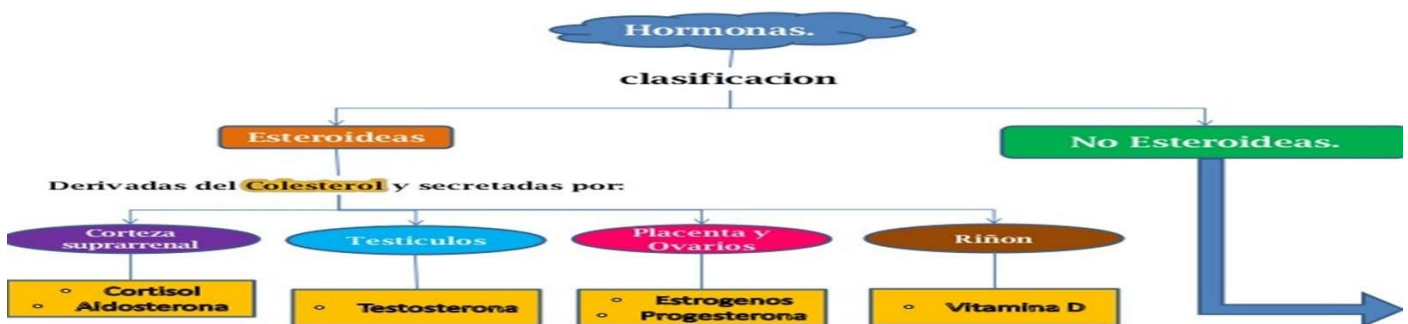 Hormonas.
clasificacion
Esteroideas
No Esteroideas.
Derivadas del Colesterol y secretadas por:
Corteza
suprarrenal
Testiculos
Placenta y
Ovarios
Riñon
° Cortisol
° Aldosterona
° Testosterona
° Estrogenos
° Progesterona
° Vitamina D